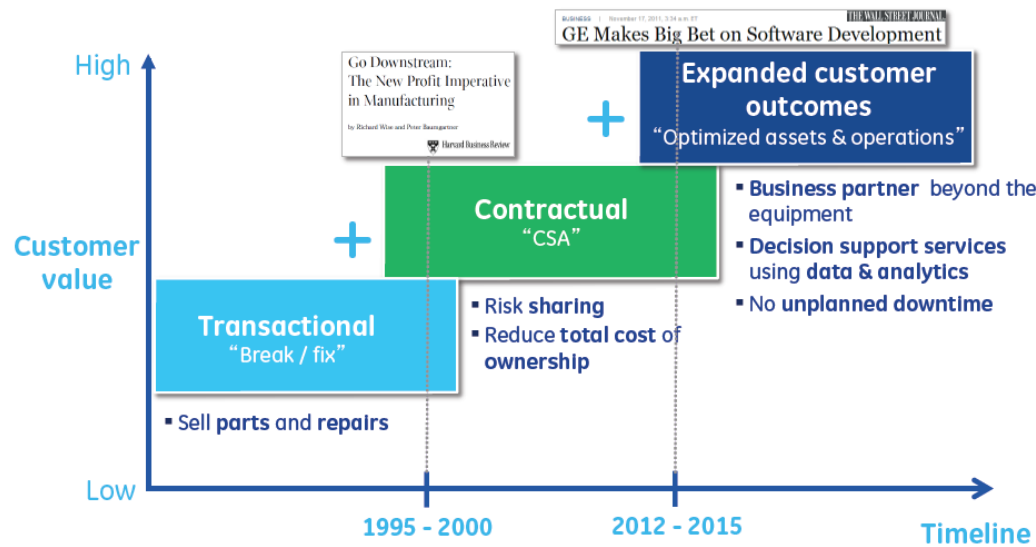 BUSINESS | November 17, 2011, 3:34 a.m. ET
THE WALL STREET JOURNAL.
GE Makes Big Bet on Software Development
High
Go Downstream:
The New Profit Imperative
in Manufacturing
by Richard Wise and Peter Baumgartner
Harvard Business Review
+
Expanded customer
outcomes
“Optimized assets & operations”
Customer
value
+
Contractual
“CSA”
▪ Business partner beyond the
equipment
▪ Decision support services
using data & analytics
▪ No unplanned downtime
Transactional
“Break / fix”
▪ Risk sharing
▪ Reduce total cost of
ownership
▪ Sell parts and repairs
Low
1995 - 2000
2012 - 2015
Timeline